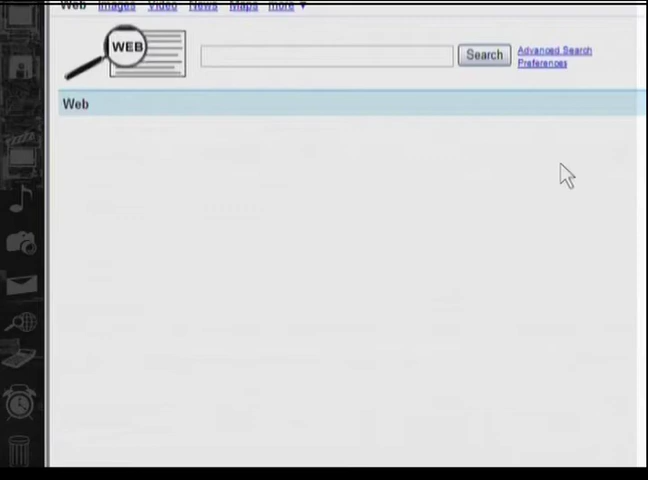 Web Images Video News Maps more ▼
WEB
Search
Advanced Search
Preferences
Web